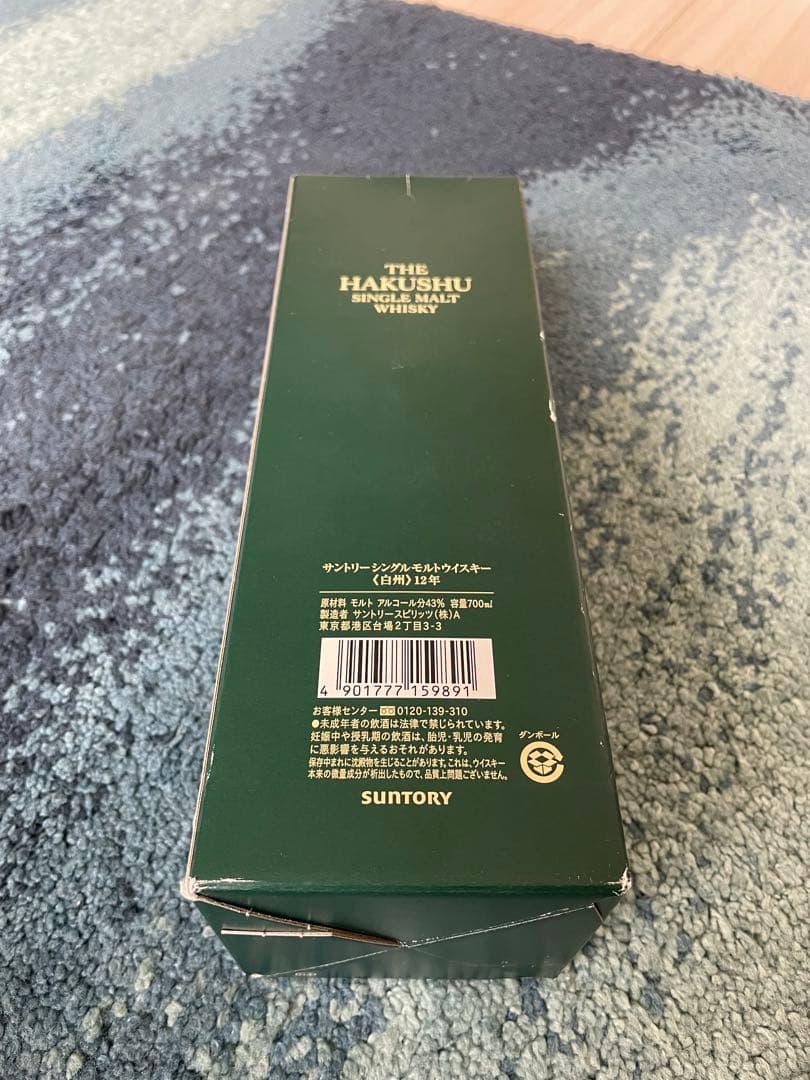 THE
HAKUSHU
SINGLE MALT
WHISKY
サントリーシングルモルトウイスキー
《白州》12年
原材料 モルト アルコール分43% 容量700ml
製造者 サントリースピリッツ(株)A
東京都港区台場2丁目3-3
4 901777 159891
お客様センター 0120-139-310
●未成年者の飲酒は法律で禁じられています。
妊娠中や授乳期の飲酒は、胎児・乳児の発育
に悪影響を与えるおそれがあります。
保存中まれに沈殿物を生じることがあります。これは、ウイスキー
本来の微量成分が析出したもので、品質上問題ございません。
ダンボール
SUNTORY